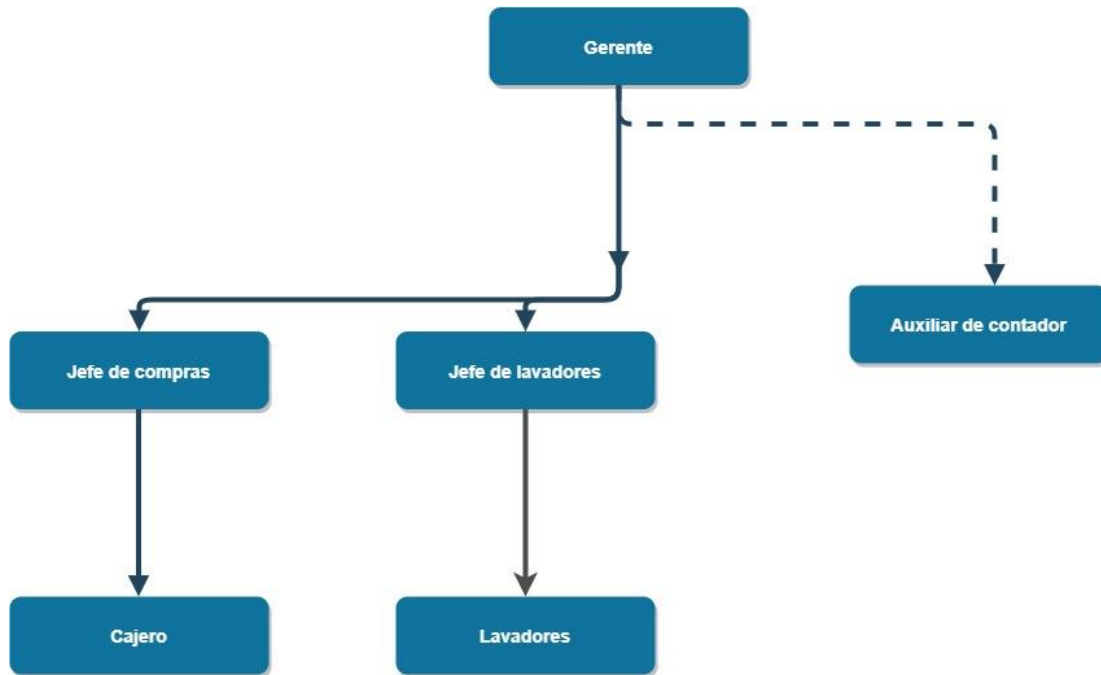 Gerente
Auxiliar de contador
Jefe de compras
Jefe de lavadores
Cajero
Lavadores